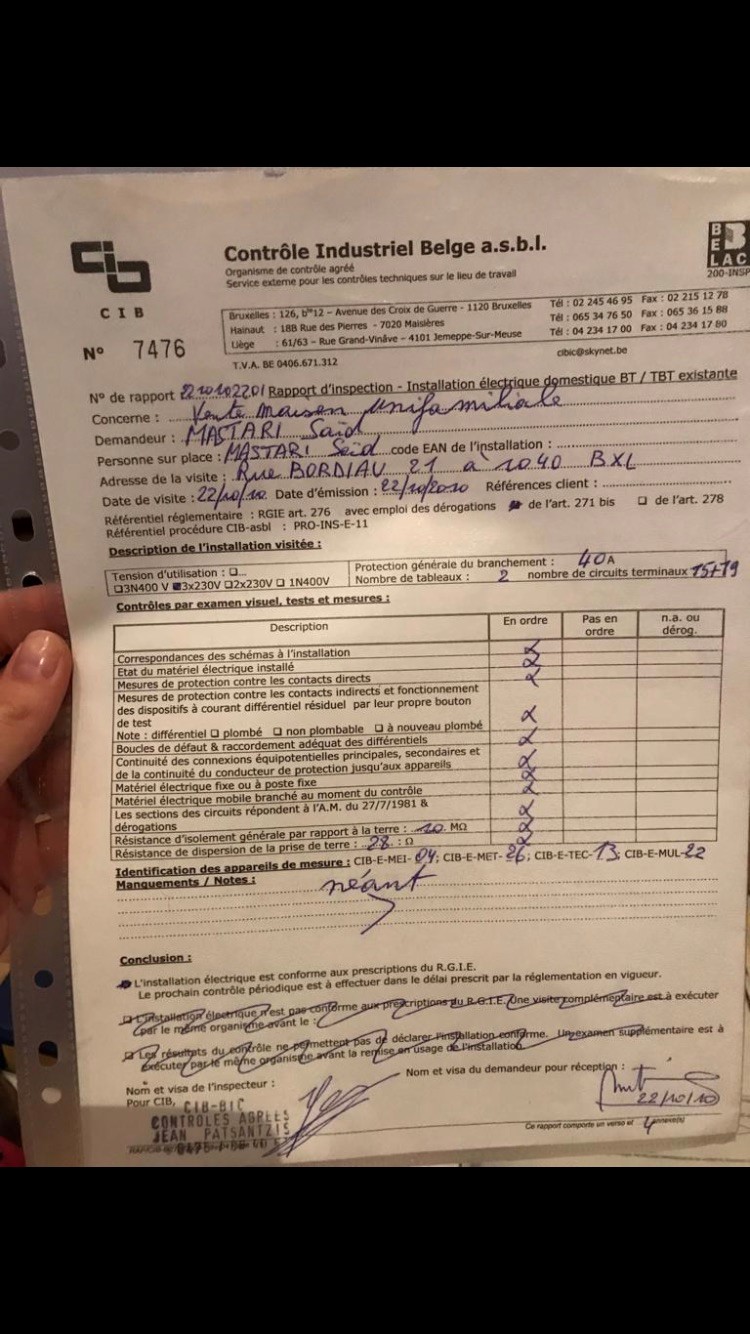 CIB
Contrôle Industriel Belge a.s.b.l.
Organisme de contrôle agréé
Service externe pour les contrôles techniques sur le lieu de travail
BELAC
200-INSP
N° 7476
Bruxelles : 126, bte12 – Avenue des Croix de Guerre - 1120 Bruxelles Tél : 02 245 46 95 Fax : 02 215 12 78
Hainaut : 18B Rue des Pierres - 7020 Maisières Tél : 065 34 76 50 Fax : 065 36 15 88
Liège : 61/63 – Rue Grand-Vinâve – 4101 Jemeppe-Sur-Meuse Tél : 04 234 17 00 Fax : 04 234 17 80
T.V.A. BE 0406.671.312 cibic@skynet.be
N° de rapport Rapport d'inspection - Installation électrique domestique BT / TBT existante
Concerne : Vente maison unifamiliale
Demandeur : MASTARI Said
Personne sur place : MASTARI Seid code EAN de l'installation :
Adresse de la visite : Rue BORDIAU 21 à 1040 BXL
Date de visite : 22/10/10 Date d'émission : 22/10/2010 Références client :
Référentiel réglementaire : RGIE art. 276 avec emploi des dérogations de l'art. 271 bis ❑ de l'art. 278
Référentiel procédure CIB-asbl : PRO-INS-E-11
Description de l'installation visitée :
Tension d'utilisation : ❑... Protection générale du branchement : 40A
❑3N400 V ■3x230V ❑2x230V ❑ 1N400V Nombre de tableaux : 2 nombre de circuits terminaux 15+19
Contrôles par examen visuel, tests et mesures :
Description En ordre Pas en ordre n.a. ou dérog.
Correspondances des schémas à l'installation
Etat du matériel électrique installé
Mesures de protection contre les contacts directs
Mesures de protection contre les contacts indirects et fonctionnement
des dispositifs à courant différentiel résiduel par leur propre bouton
de test
Note : différentiel ❑ plombé ❑ non plombable ❑ à nouveau plombé
Boucles de défaut & raccordement adéquat des différentiels
Continuité des connexions équipotentielles principales, secondaires et
de la continuité du conducteur de protection jusqu'aux appareils
Matériel électrique fixe ou à poste fixe
Matériel électrique mobile branché au moment du contrôle
Les sections des circuits répondent à l'A.M. du 27/7/1981 &
dérogations
Résistance d'isolement générale par rapport à la terre : MΩ
Résistance de dispersion de la prise de terre : 28 : Ω
Identification des appareils de mesure : CIB-E-MEI- 04; CIB-E-MET- 26; CIB-E-TEC-13; CIB-E-MUL-22
Manquements / Notes : néant
Conclusion :
L'installation électrique est conforme aux prescriptions du R.G.I.E.
Le prochain contrôle périodique est à effectuer dans le délai prescrit par la réglementation en vigueur.
❑ L'installation électrique n'est pas conforme aux prescriptions du R.G.I.E. Une visite complémentaire est à exécuter
par le même organisme avant le :
❑ Les résultats du contrôle ne permettent pas de déclarer l'installation conforme. Un examen supplémentaire est à
exécuter par le même organisme avant la remise en usage de l'installation
Nom et visa de l'inspecteur : Nom et visa du demandeur pour réception :
Pour CIB,
CIB-BIC
CONTROLES AGREES
JEAN PATSANTZIS
22/10/10
Ce rapport comporte un verso et 4 annexe(s)